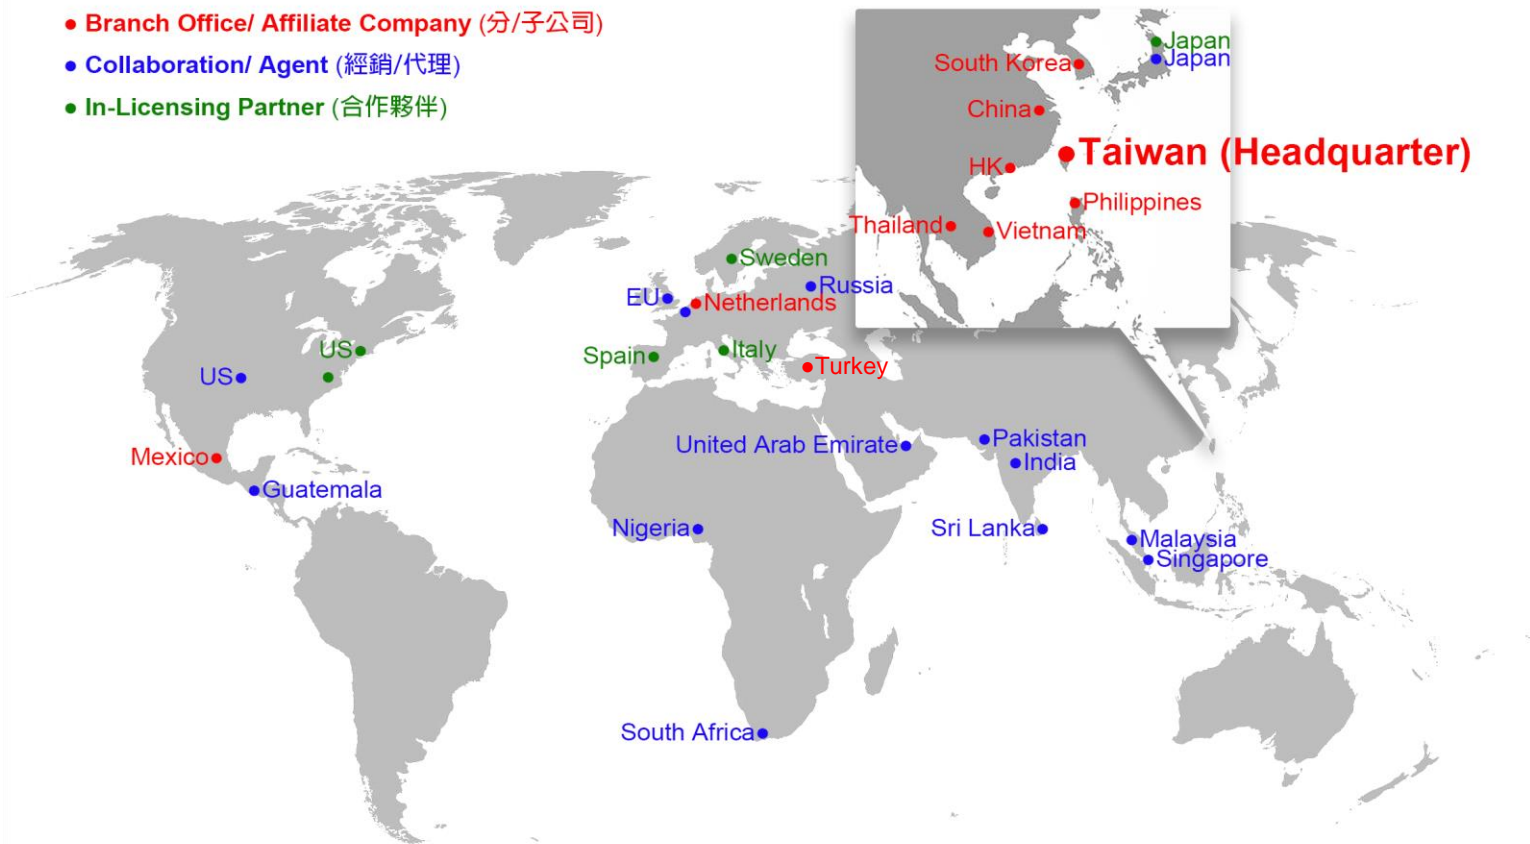 Branch Office/ Affiliate Company (分/子公司)
Collaboration/ Agent (經銷/代理)
In-Licensing Partner (合作夥伴)
Japan
Japan
South Korea
China
Taiwan (Headquarter)
HK
Philippines
Thailand
Vietnam
Sweden
Russia
EU
Netherlands
US
Spain
Italy
Turkey
US
United Arab Emirate
Pakistan
Mexico
India
Guatemala
Nigeria
Sri Lanka
Malaysia
Singapore
South Africa